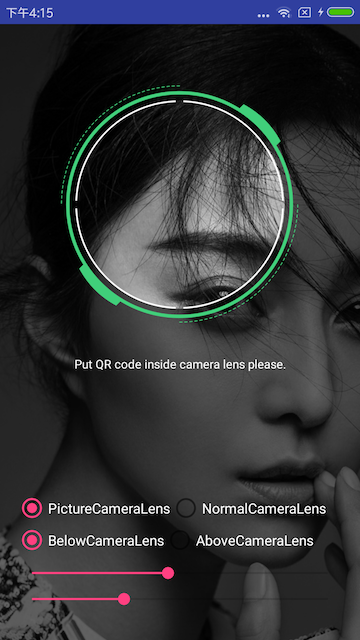 下午4:15
Put QR code inside camera lens please.
PictureCameraLens NormalCameraLens
BelowCameraLens AboveCameraLens